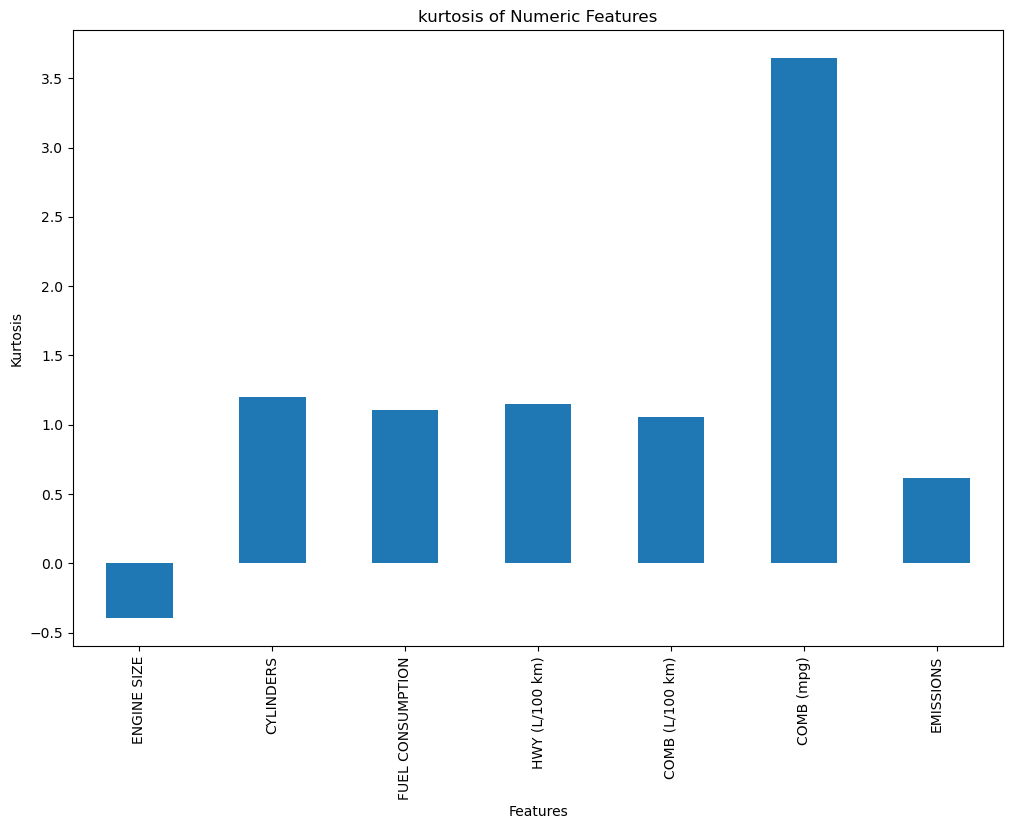 kurtosis of Numeric Features
3.5
3.0
2.5
2.0
1.5
1.0
0.5
0.0
−0.5
Kurtosis
ENGINE SIZE
CYLINDERS
FUEL CONSUMPTION
HWY (L/100 km)
COMB (L/100 km)
COMB (mpg)
EMISSIONS
Features